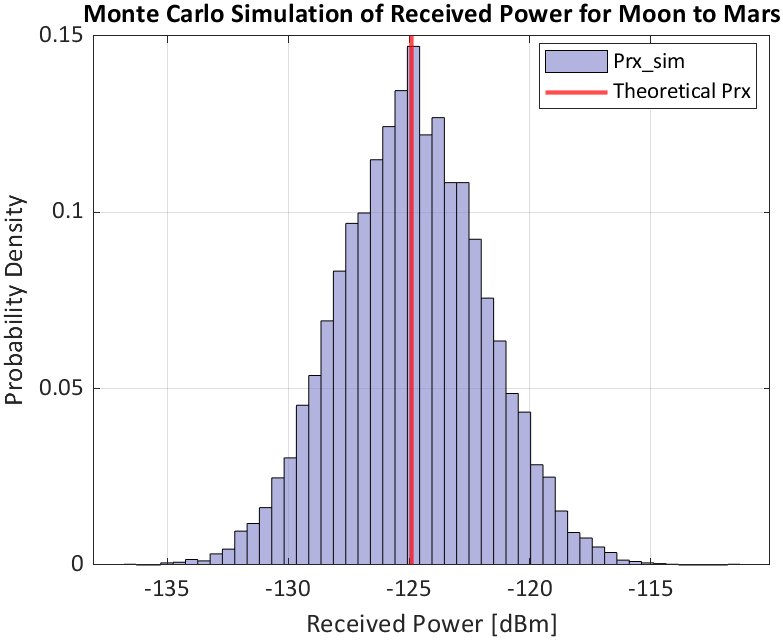 Monte Carlo Simulation of Received Power for Moon to Mars
0.15
Prx_sim
Theoretical Prx
0.1
0.05
0
Probability Density
-135
-130
-125
-120
-115
Received Power [dBm]